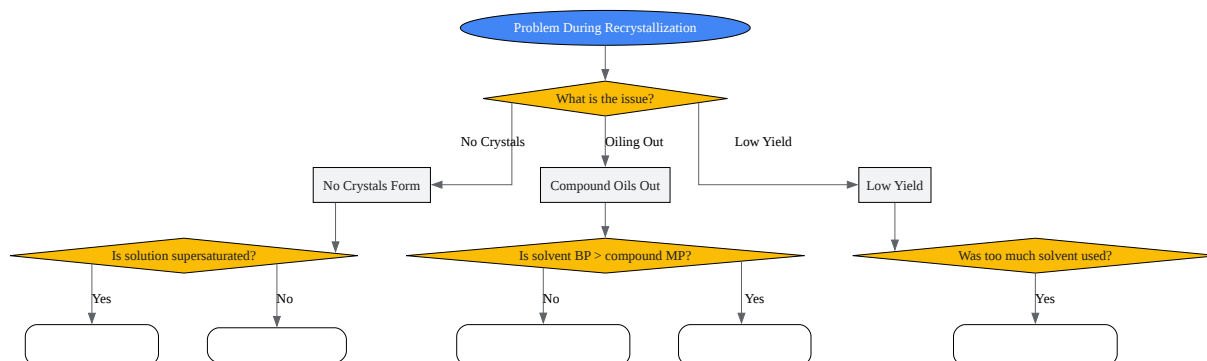 Problem During Recrystallization
What is the issue?
No Crystals
Oiling Out
Low Yield
No Crystals Form
Compound Oils Out
Low Yield
Is solution supersaturated?
Is solvent BP > compound MP?
Was too much solvent used?
Yes
No
No
Yes
Yes